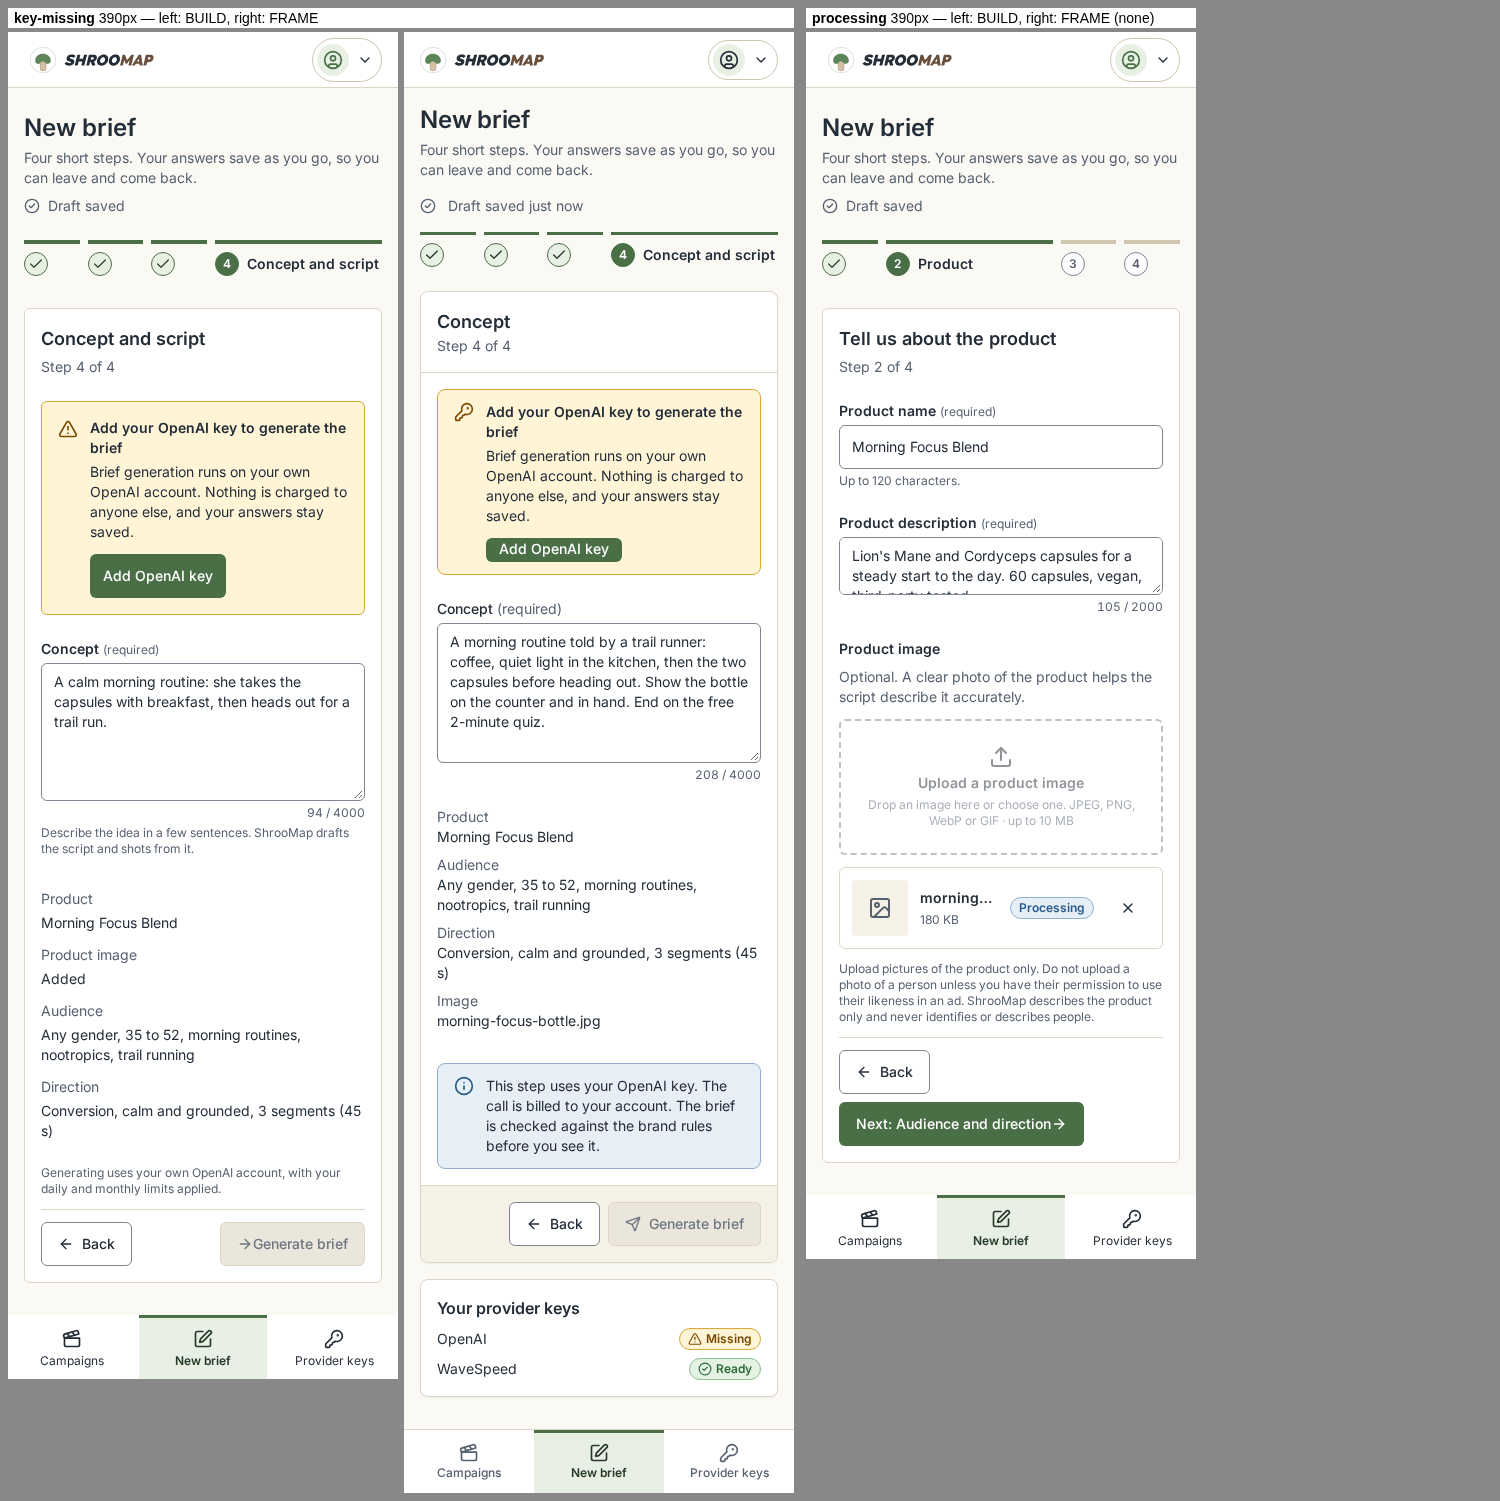 key-missing 390px — left: BUILD, right: FRAME
SHROOMAP
New brief
Four short steps. Your answers save as you go, so you
can leave and come back.
Draft saved
4 Concept and script
Concept and script
Step 4 of 4
Add your OpenAI key to generate the
brief
Brief generation runs on your own
OpenAI account. Nothing is charged to
anyone else, and your answers stay
saved.
Add OpenAI key
Concept (required)
A calm morning routine: she takes the
capsules with breakfast, then heads out for a
trail run.
94 / 4000
Describe the idea in a few sentences. ShrooMap drafts
the script and shots from it.
Product
Morning Focus Blend
Product image
Added
Audience
Any gender, 35 to 52, morning routines,
nootropics, trail running
Direction
Conversion, calm and grounded, 3 segments (45
s)
Generating uses your own OpenAI account, with your
daily and monthly limits applied.
Back
Generate brief
Campaigns
New brief
Provider keys
SHROOMAP
New brief
Four short steps. Your answers save as you go, so you
can leave and come back.
Draft saved just now
4 Concept and script
Concept
Step 4 of 4
Add your OpenAI key to generate the
brief
Brief generation runs on your own
OpenAI account. Nothing is charged to
anyone else, and your answers stay
saved.
Add OpenAI key
Concept (required)
A morning routine told by a trail runner:
coffee, quiet light in the kitchen, then the two
capsules before heading out. Show the bottle
on the counter and in hand. End on the free
2-minute quiz.
208 / 4000
Product
Morning Focus Blend
Audience
Any gender, 35 to 52, morning routines,
nootropics, trail running
Direction
Conversion, calm and grounded, 3 segments (45
s)
Image
morning-focus-bottle.jpg
This step uses your OpenAI key. The
call is billed to your account. The brief
is checked against the brand rules
before you see it.
Back
Generate brief
Your provider keys
OpenAI
Missing
WaveSpeed
Ready
Campaigns
New brief
Provider keys
processing 390px — left: BUILD, right: FRAME (none)
SHROOMAP
New brief
Four short steps. Your answers save as you go, so you
can leave and come back.
Draft saved
2 Product
3
4
Tell us about the product
Step 2 of 4
Product name (required)
Morning Focus Blend
Up to 120 characters.
Product description (required)
Lion's Mane and Cordyceps capsules for a
steady start to the day. 60 capsules, vegan,
105 / 2000
Product image
Optional. A clear photo of the product helps the
script describe it accurately.
Upload a product image
Drop an image here or choose one. JPEG, PNG,
WebP or GIF · up to 10 MB
morning...
180 KB
Processing
Upload pictures of the product only. Do not upload a
photo of a person unless you have their permission to use
their likeness in an ad. ShrooMap describes the product
only and never identifies or describes people.
Back
Next: Audience and direction
Campaigns
New brief
Provider keys